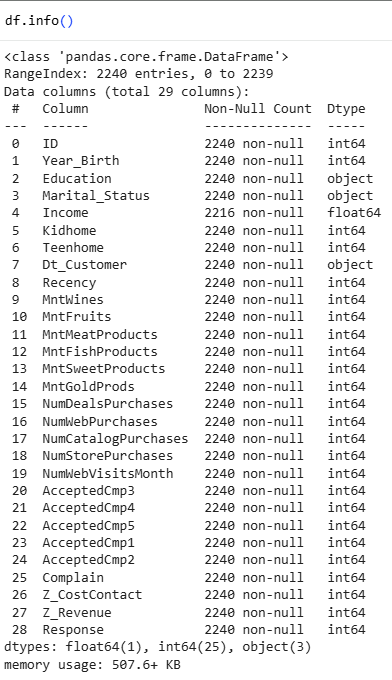 df.info()
<class 'pandas.core.frame.DataFrame'>
RangeIndex: 2240 entries, 0 to 2239
Data columns (total 29 columns):
 #   Column               Non-Null Count  Dtype
---  ------               --------------  -----
 0   ID                   2240 non-null   int64
 1   Year_Birth           2240 non-null   int64
 2   Education            2240 non-null   object
 3   Marital_Status       2240 non-null   object
 4   Income               2216 non-null   float64
 5   Kidhome              2240 non-null   int64
 6   Teenhome             2240 non-null   int64
 7   Dt_Customer          2240 non-null   object
 8   Recency              2240 non-null   int64
 9   MntWines             2240 non-null   int64
 10  MntFruits            2240 non-null   int64
 11  MntMeatProducts      2240 non-null   int64
 12  MntFishProducts      2240 non-null   int64
 13  MntSweetProducts     2240 non-null   int64
 14  MntGoldProds         2240 non-null   int64
 15  NumDealsPurchases    2240 non-null   int64
 16  NumWebPurchases      2240 non-null   int64
 17  NumCatalogPurchases  2240 non-null   int64
 18  NumStorePurchases    2240 non-null   int64
 19  NumWebVisitsMonth    2240 non-null   int64
 20  AcceptedCmp3         2240 non-null   int64
 21  AcceptedCmp4         2240 non-null   int64
 22  AcceptedCmp5         2240 non-null   int64
 23  AcceptedCmp1         2240 non-null   int64
 24  AcceptedCmp2         2240 non-null   int64
 25  Complain             2240 non-null   int64
 26  Z_CostContact        2240 non-null   int64
 27  Z_Revenue            2240 non-null   int64
 28  Response             2240 non-null   int64
dtypes: float64(1), int64(25), object(3)
memory usage: 507.6+ KB